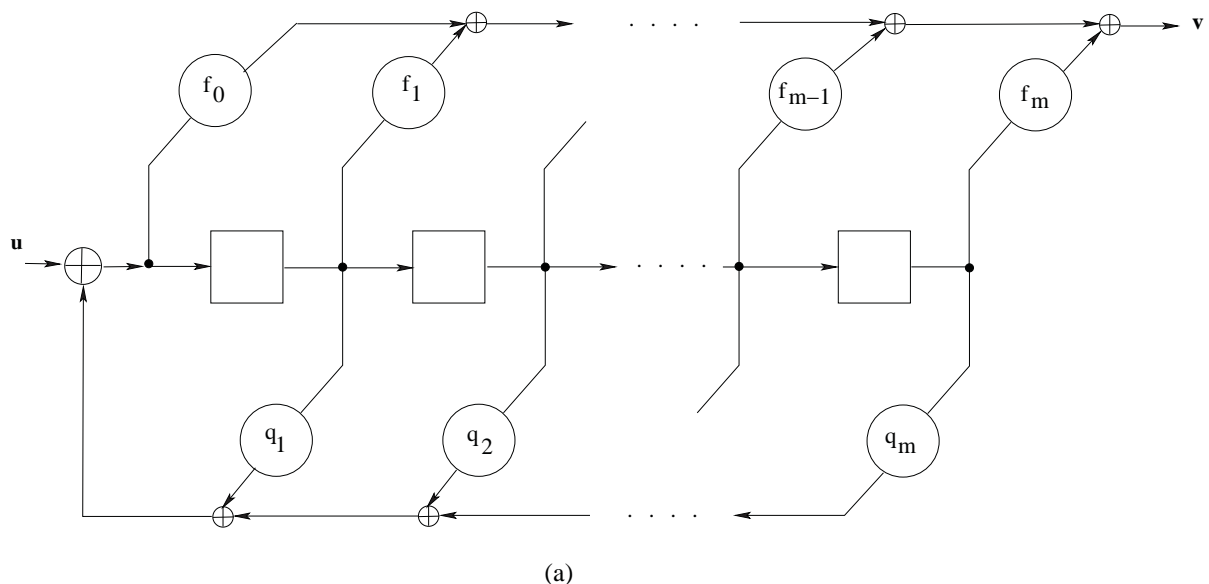 . . . . v
f0 f1 fm−1 fm
u
. . . .
q1 q2 qm
. . . .
(a)